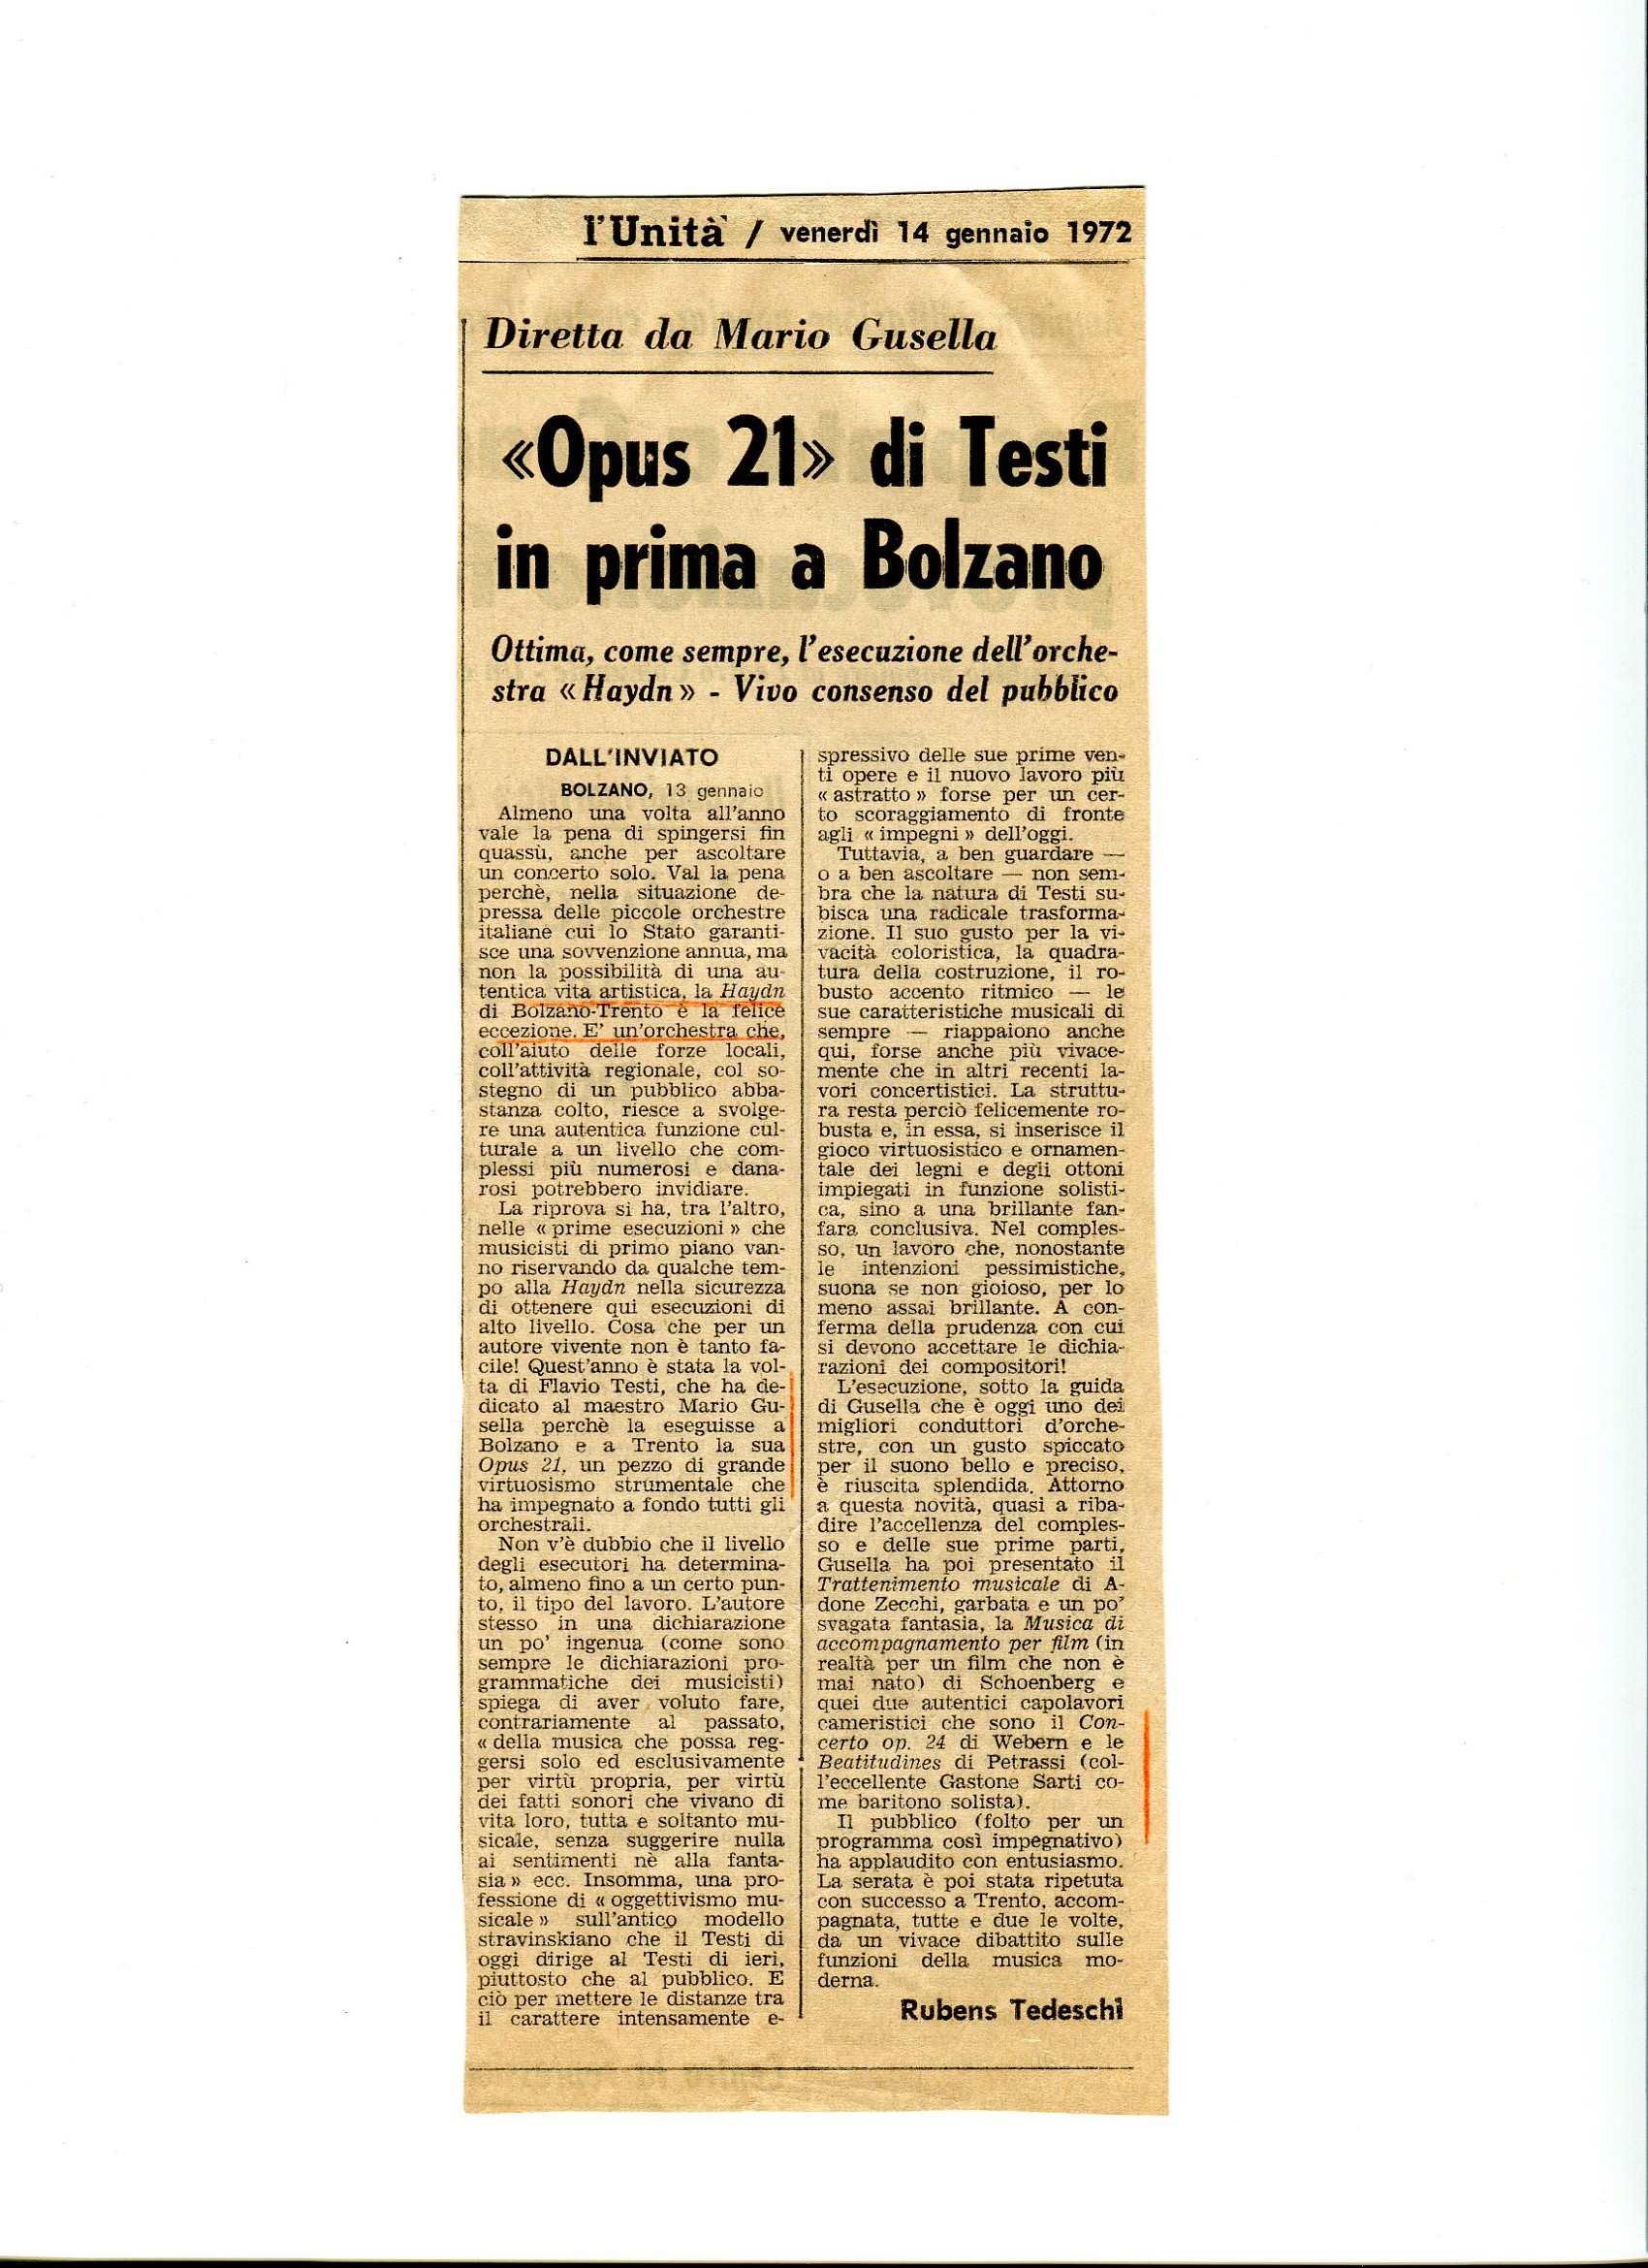 l'Unità / venerdì 14 gennaio 1972
Diretta da Mario Gusella
«Opus 21» di Testi
in prima a Bolzano
Ottima, come sempre, l'esecuzione dell'orche-
stra «Haydn» - Vivo consenso del pubblico
DALL'INVIATO
BOLZANO, 13 gennaio
Almeno una volta all'anno
vale la pena di spingersi fin
quassù, anche per ascoltare
un concerto solo. Val la pena
perchè, nella situazione de-
pressa delle piccole orchestre
italiane cui lo Stato garanti-
sce una sovvenzione annua, ma
non la possibilità di una au-
tentica vita artistica, la Haydn
di Bolzano-Trento è la felice
eccezione. E' un'orchestra che,
coll'aiuto delle forze locali,
coll'attività regionale, col so-
stegno di un pubblico abba-
stanza colto, riesce a svolge-
re una autentica funzione cul-
turale a un livello che com-
plessi più numerosi e dana-
rosi potrebbero invidiare.
La riprova si ha, tra l'altro,
nelle « prime esecuzioni » che
musicisti di primo piano van-
no riservando da qualche tem-
po alla Haydn nella sicurezza
di ottenere qui esecuzioni di
alto livello. Cosa che per un
autore vivente non è tanto fa-
cile! Quest'anno è stata la vol-
ta di Flavio Testi, che ha de-
dicato al maestro Mario Gu-
sella perchè la eseguisse a
Bolzano e a Trento la sua
Opus 21, un pezzo di grande
virtuosismo strumentale che
ha impegnato a fondo tutti gli
orchestrali.
Non v'è dubbio che il livello
degli esecutori ha determina-
to, almeno fino a un certo pun-
to, il tipo del lavoro. L'autore
stesso in una dichiarazione
un po' ingenua (come sono
sempre le dichiarazioni pro-
grammatiche dei musicisti)
spiega di aver voluto fare,
contrariamente al passato,
« della musica che possa reg-
gersi solo ed esclusivamente
per virtù propria, per virtù
dei fatti sonori che vivano di
vita loro, tutta e soltanto mu-
sicale, senza suggerire nulla
ai sentimenti nè alla fanta-
sia » ecc. Insomma, una pro-
fessione di « oggettivismo mu-
sicale » sull'antico modello
stravinskiano che il Testi di
oggi dirige al Testi di ieri,
piuttosto che al pubblico. E
ciò per mettere le distanze tra
il carattere intensamente e-
spressivo delle sue prime ven-
ti opere e il nuovo lavoro più
« astratto » forse per un cer-
to scoraggiamento di fronte
agli « impegni » dell'oggi.
Tuttavia, a ben guardare —
o a ben ascoltare — non sem-
bra che la natura di Testi su-
bisca una radicale trasforma-
zione. Il suo gusto per la vi-
vacità coloristica, la quadra-
tura della costruzione, il ro-
busto accento ritmico — le
sue caratteristiche musicali di
sempre — riappaiono anche
qui, forse anche più vivace-
mente che in altri recenti la-
vori concertistici. La struttu-
ra resta perciò felicemente ro-
busta e, in essa, si inserisce il
gioco virtuosistico e ornamen-
tale dei legni e degli ottoni
impiegati in funzione solisti-
ca, sino a una brillante fan-
fara conclusiva. Nel comples-
so, un lavoro che, nonostante
le intenzioni pessimistiche,
suona se non gioioso, per lo
meno assai brillante. A con-
ferma della prudenza con cui
si devono accettare le dichia-
razioni dei compositori!
L'esecuzione, sotto la guida
di Gusella che è oggi uno dei
migliori conduttori d'orche-
stre, con un gusto spiccato
per il suono bello e preciso,
è riuscita splendida. Attorno
a questa novità, quasi a riba-
dire l'accellenza del comples-
so e delle sue prime parti,
Gusella ha poi presentato il
Trattenimento musicale di A-
done Zecchi, garbata e un po'
svagata fantasia, la Musica di
accompagnamento per film (in
realtà per un film che non è
mai nato) di Schoenberg e
quei due autentici capolavori
cameristici che sono il Con-
certo op. 24 di Webern e le
Beatitudines di Petrassi (col-
l'eccellente Gastone Sarti co-
me baritono solista).
Il pubblico (folto per un
programma così impegnativo)
ha applaudito con entusiasmo.
La serata è poi stata ripetuta
con successo a Trento, accom-
pagnata, tutte e due le volte,
da un vivace dibattito sulle
funzioni della musica mo-
derna.
Rubens Tedeschi